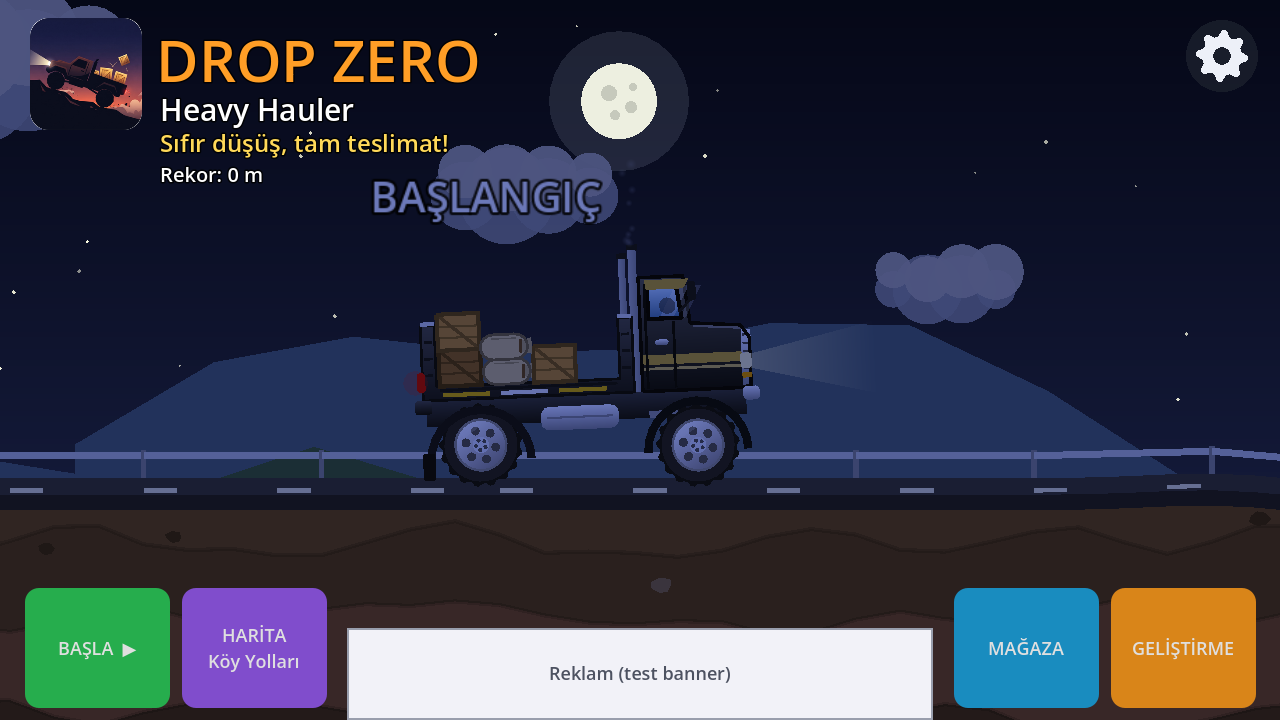 DROP ZERO
Heavy Hauler
Sıfır düşüş, tam teslimat!
Rekor: 0 m
BAŞLANGIÇ
BAŞLA ▶
HARİTA
Köy Yolları
Reklam (test banner)
MAĞAZA
GELİŞTİRME